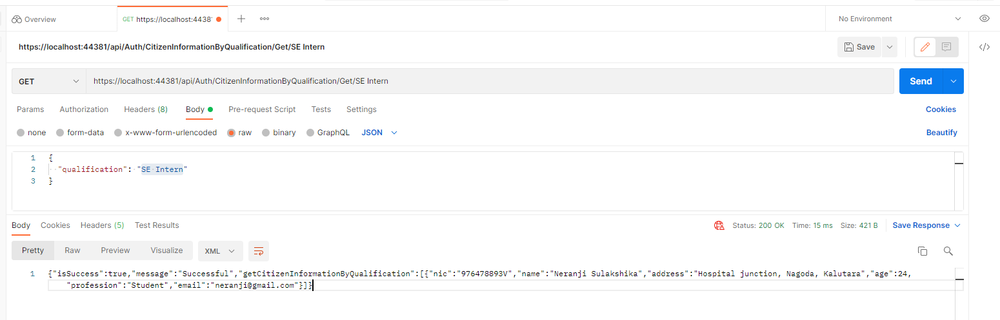 Overview
GET https://localhost:4438
No Environment
https://localhost:44381/api/Auth/CitizenInformationByQualification/Get/SE Intern
Save
GET
https://localhost:44381/api/Auth/CitizenInformationByQualification/Get/SE Intern
Send
Params Authorization Headers (8) Body Pre-request Script Tests Settings Cookies
none form-data x-www-form-urlencoded raw binary GraphQL JSON Beautify
1 {
2 "qualification": "SE Intern"
3 }
Body Cookies Headers (5) Test Results Status: 200 OK Time: 15 ms Size: 421 B Save Response
Pretty Raw Preview Visualize XML
1 {"isSuccess":true,"message":"Successful","getCitizenInformationByQualification":[{"nic":"976478893V","name":"Neranji Sulakshika","address":"Hospital junction, Nagoda, Kalutara","age":24,
"profession":"Student","email":"neranji@gmail.com"}]}